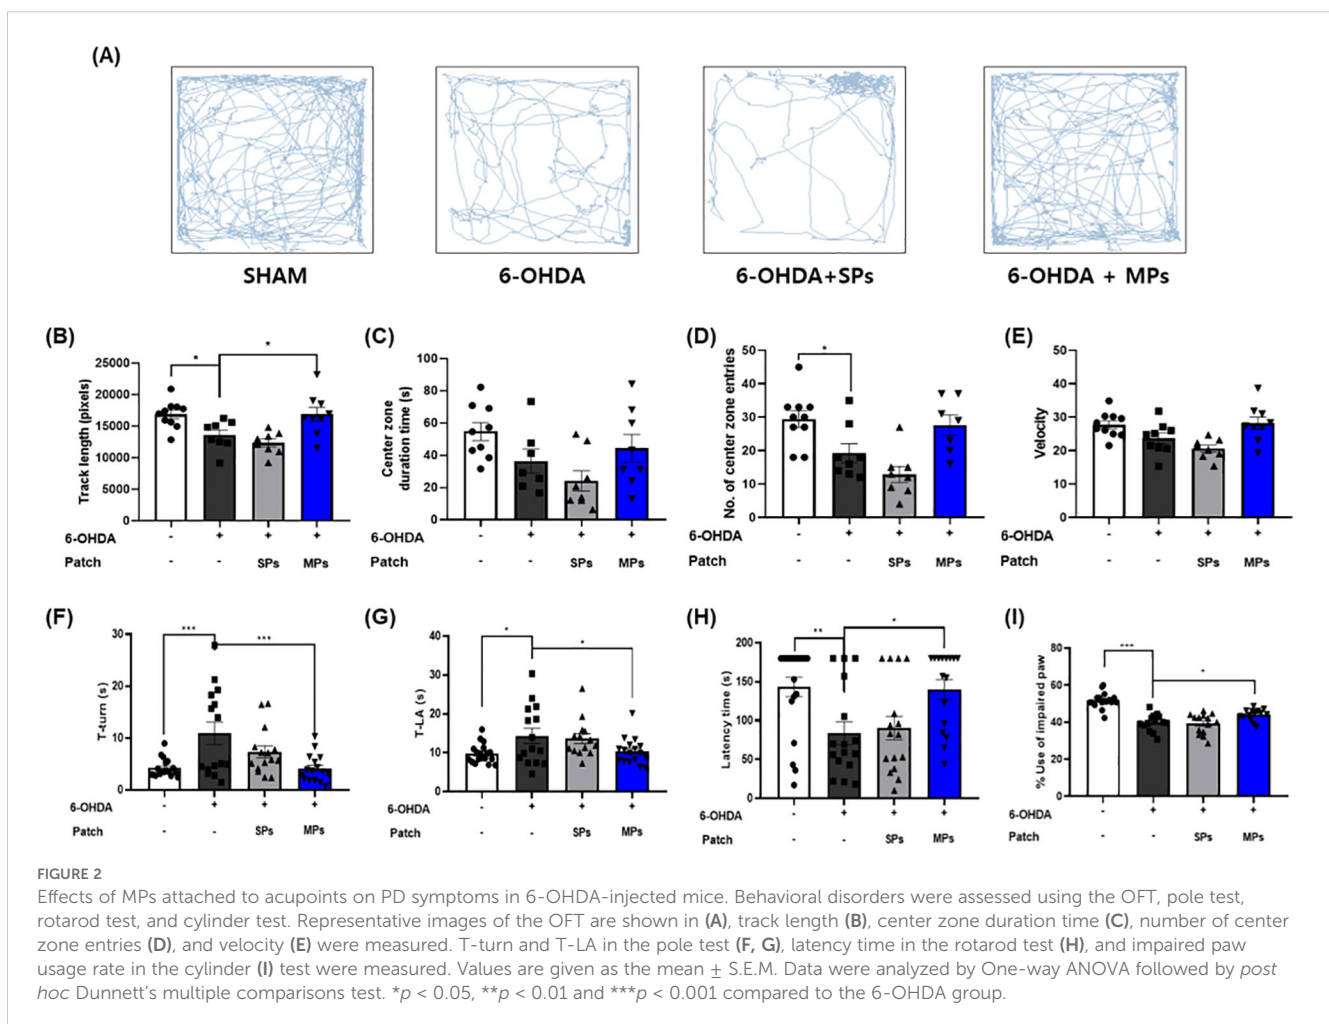 (A)
SHAM
6-OHDA
6-OHDA+SPs
6-OHDA + MPs
(B)
Track length (pixels)
25000
20000
15000
10000
5000
0
*
*
6-OHDA - + + +
Patch - - SPs MPs
(C)
Center zone
duration time (s)
100
80
60
40
20
0
6-OHDA - + + +
Patch - - SPs MPs
(D)
No. of center zone entries
50
40
30
20
10
0
*
6-OHDA - + + +
Patch - - SPs MPs
(E)
Velocity
50
40
30
20
10
0
6-OHDA - + + +
Patch - - SPs MPs
(F)
T-turn (s)
30
20
10
0
***
***
6-OHDA - + + +
Patch - - SPs MPs
(G)
T-LA (s)
40
30
20
10
0
*
*
6-OHDA - + + +
Patch - - SPs MPs
(H)
Latency time (s)
200
150
100
50
0
**
*
6-OHDA - + + +
Patch - - SPs MPs
(I)
% Use of impaired paw
80
60
40
20
0
***
*
6-OHDA - + + +
Patch - - SPs MPs
FIGURE 2
Effects of MPs attached to acupoints on PD symptoms in 6-OHDA-injected mice. Behavioral disorders were assessed using the OFT, pole test,
rotarod test, and cylinder test. Representative images of the OFT are shown in (A), track length (B), center zone duration time (C), number of center
zone entries (D), and velocity (E) were measured. T-turn and T-LA in the pole test (F, G), latency time in the rotarod test (H), and impaired paw
usage rate in the cylinder (I) test were measured. Values are given as the mean ± S.E.M. Data were analyzed by One-way ANOVA followed by post
hoc Dunnett's multiple comparisons test. *p < 0.05, **p < 0.01 and ***p < 0.001 compared to the 6-OHDA group.